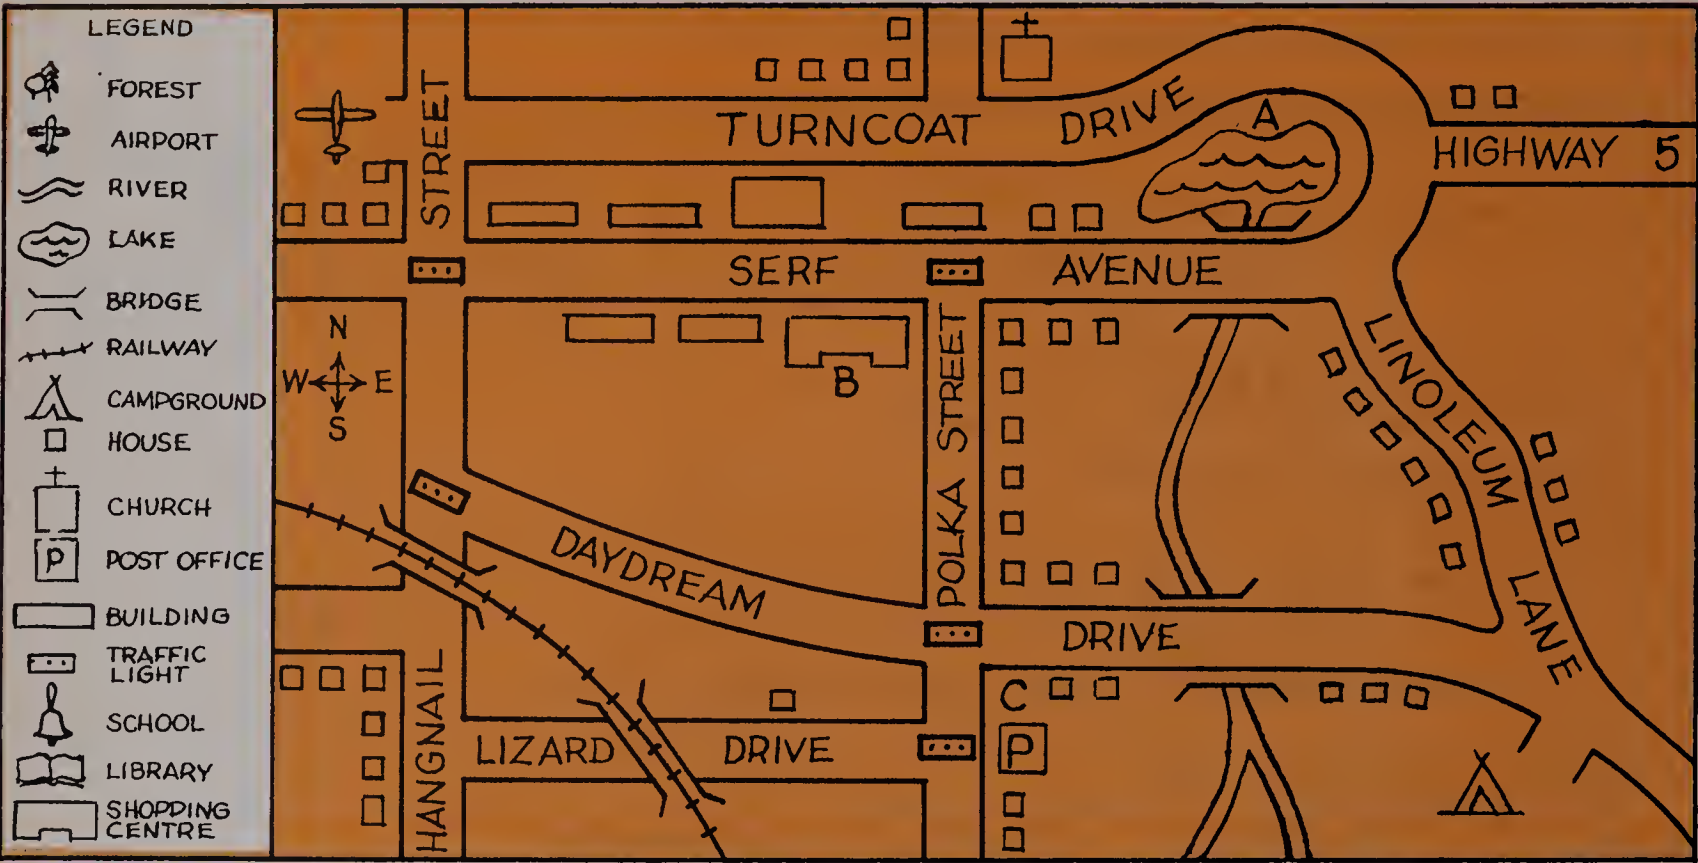 LEGEND
FOREST
AIRPORT
RIVER
LAKE
BRIDGE
RAILWAY
CAMPGROUND
HOUSE
CHURCH
P POST OFFICE
BUILDING
TRAFFIC
LIGHT
SCHOOL
LIBRARY
SHOPPING
CENTRE
STREET
TURNCOAT DRIVE
A
HIGHWAY 5
SERF AVENUE
N
W E
S
B
POLKA STREET
LINOLEUM LANE
DAYDREAM DRIVE
HANGNAIL
LIZARD DRIVE
C
P